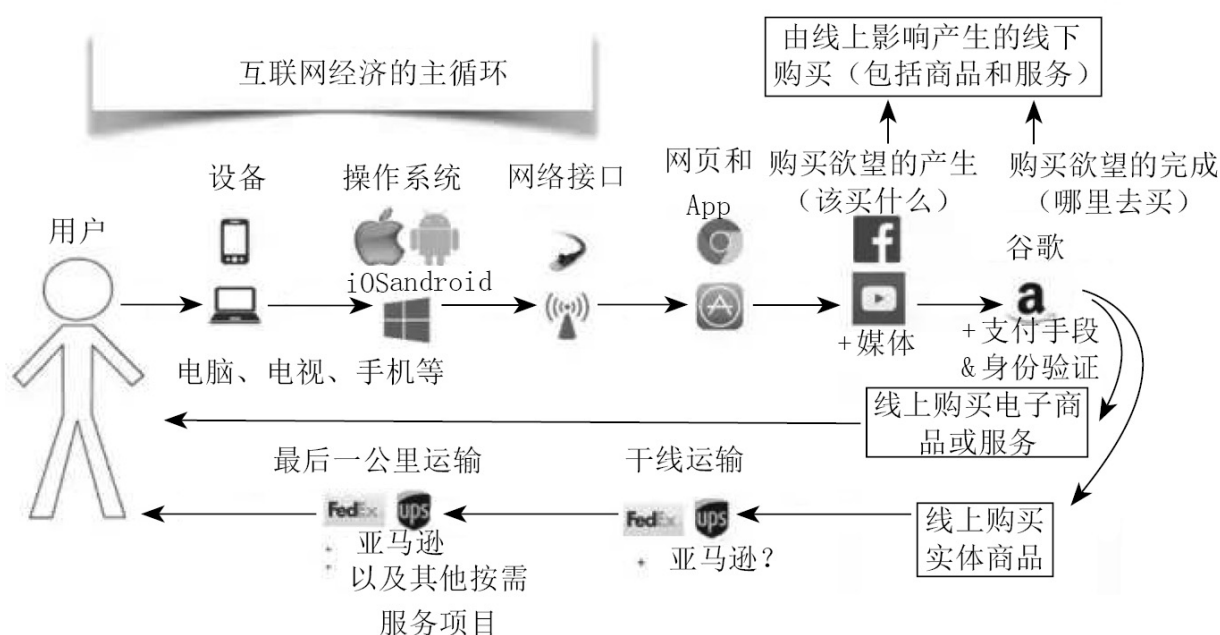 互联网经济的主循环
由线上影响产生的线下
购买（包括商品和服务）
用户
设备
操作系统
网络接口
网页和
App
购买欲望的产生
（该买什么）
购买欲望的完成
（哪里去买）
谷歌
iOSandroid
f
a
电脑、电视、手机等
+媒体
+支付手段
&身份验证
线上购买电子商
品或服务
最后一公里运输
干线运输
FedEx
ups
FedEx
ups
+ 亚马逊
+ 以及其他按需
服务项目
+ 亚马逊？
线上购买
实体商品